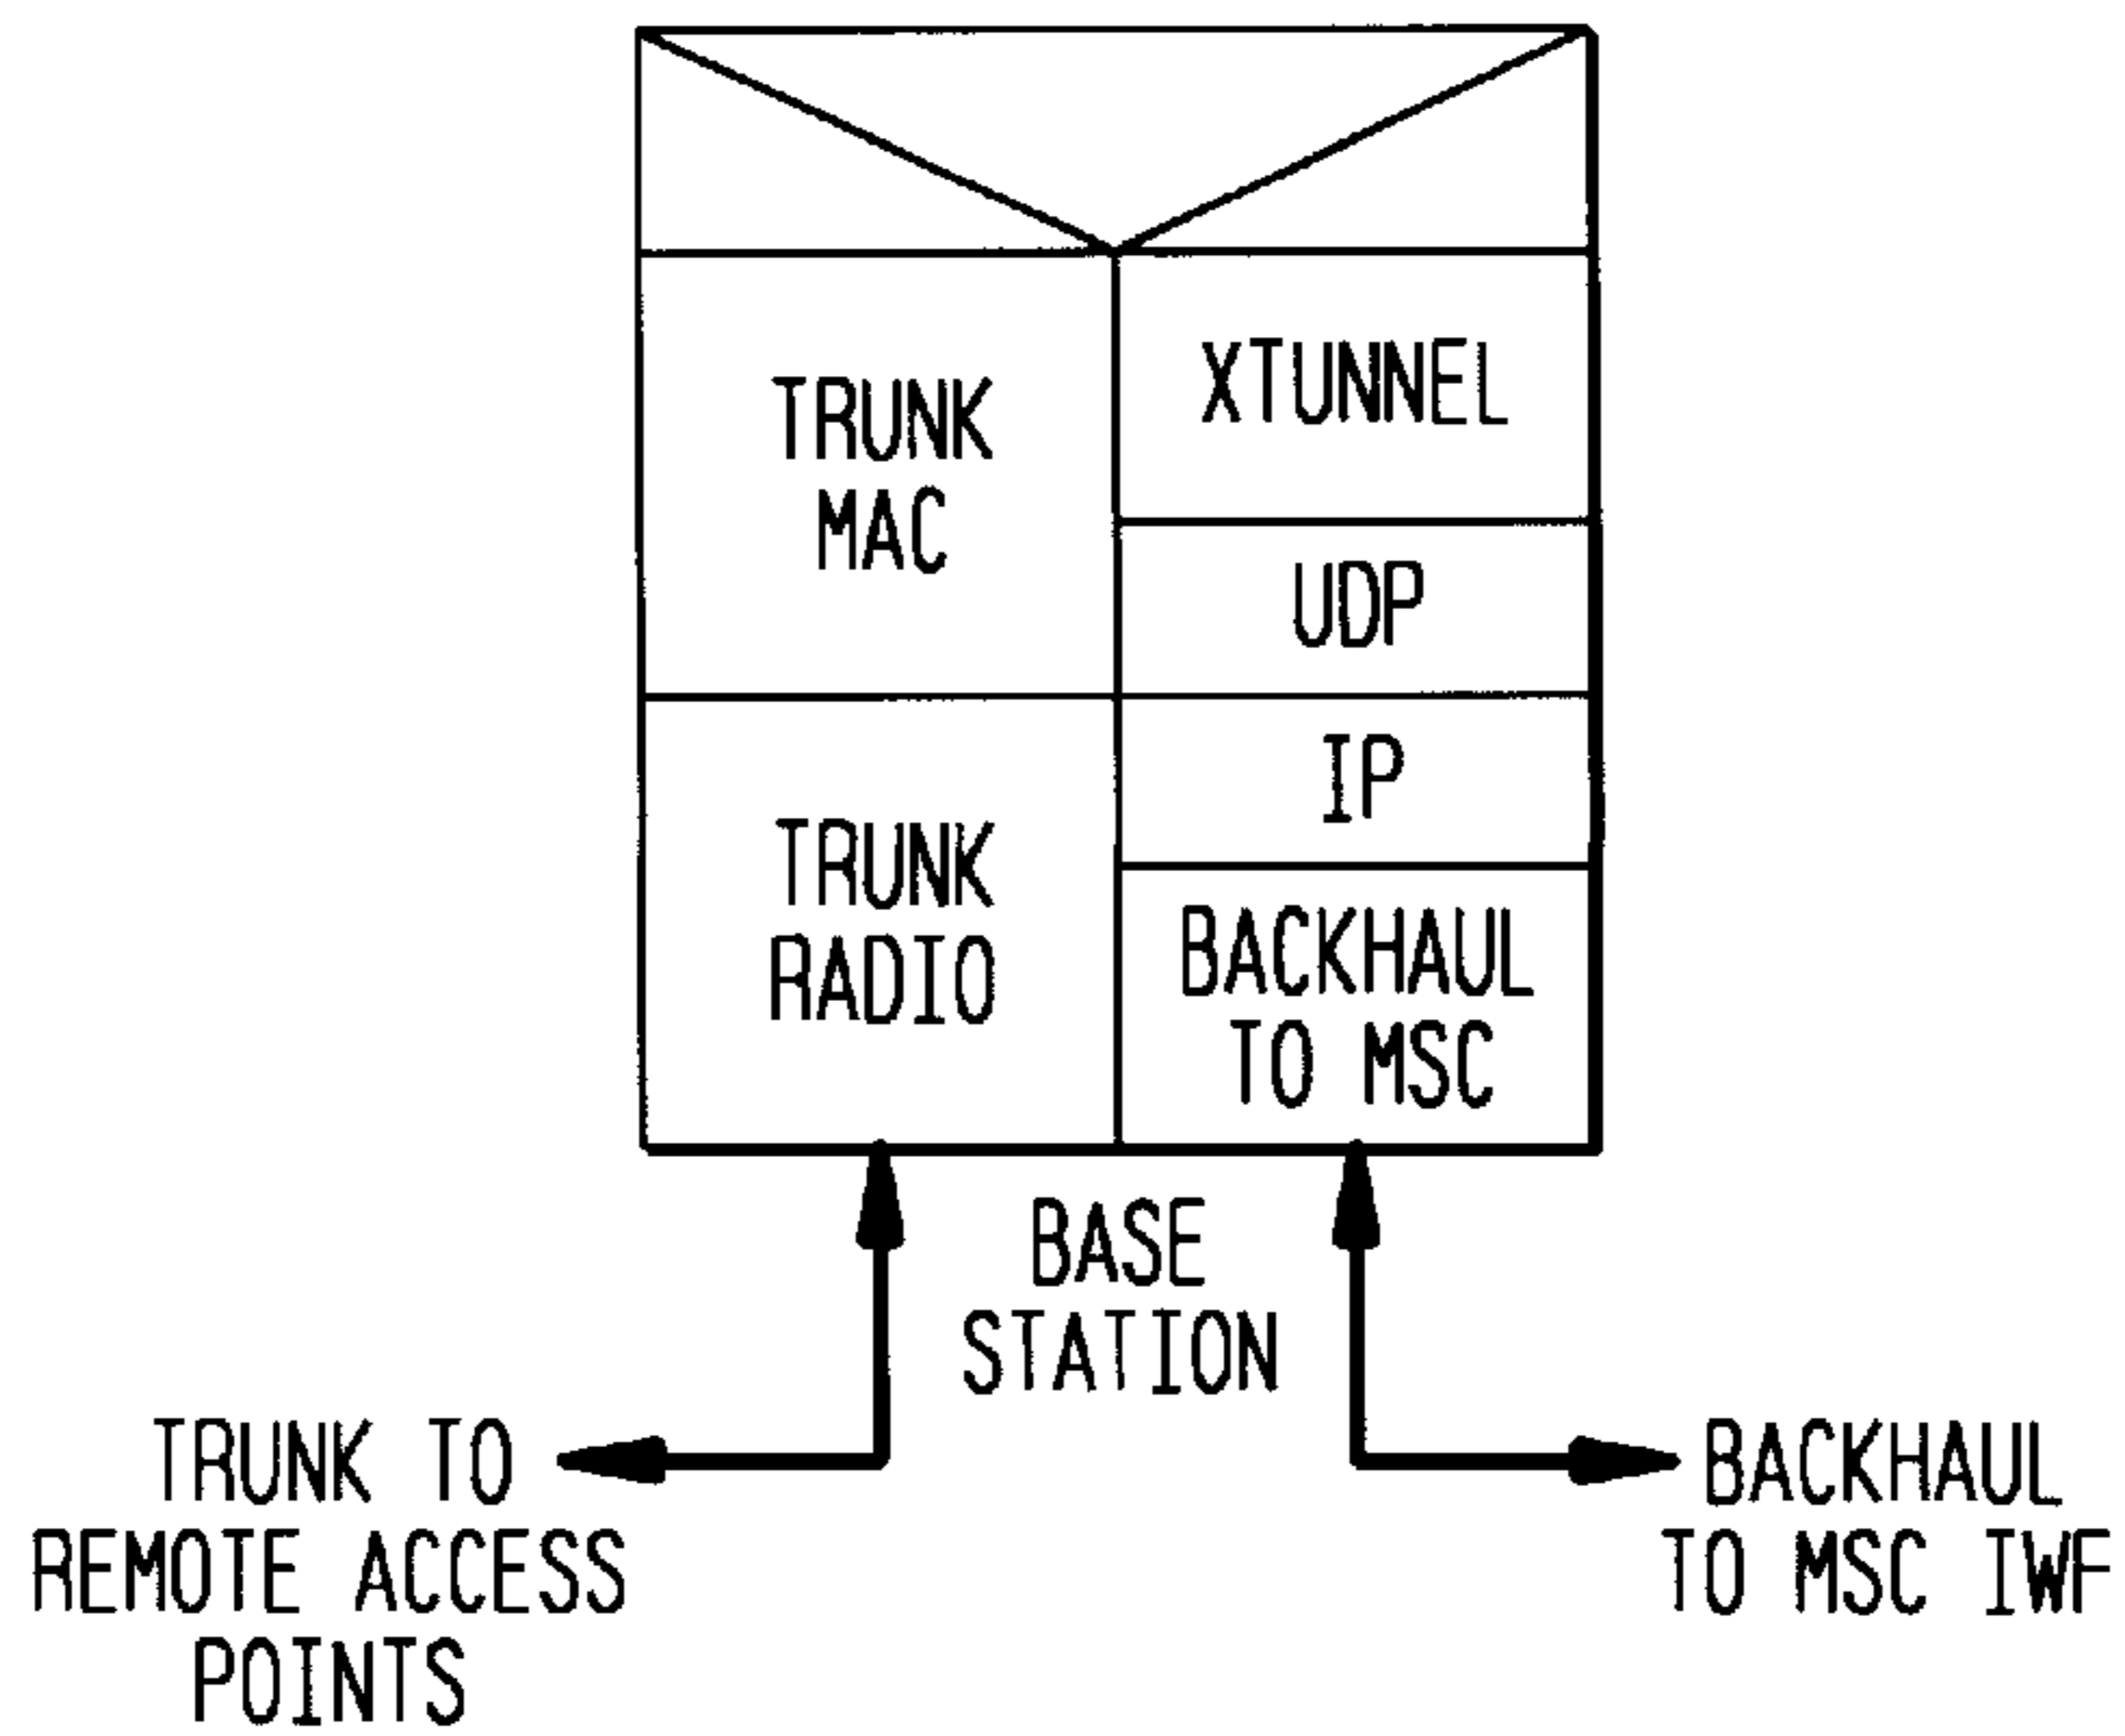 TRUNK
MAC
XTUNNEL
UDP
IP
TRUNK
RADIO
BACKHAUL
TO MSC
BASE
STATION
TRUNK TO
REMOTE ACCESS
POINTS
BACKHAUL
TO MSC IWF